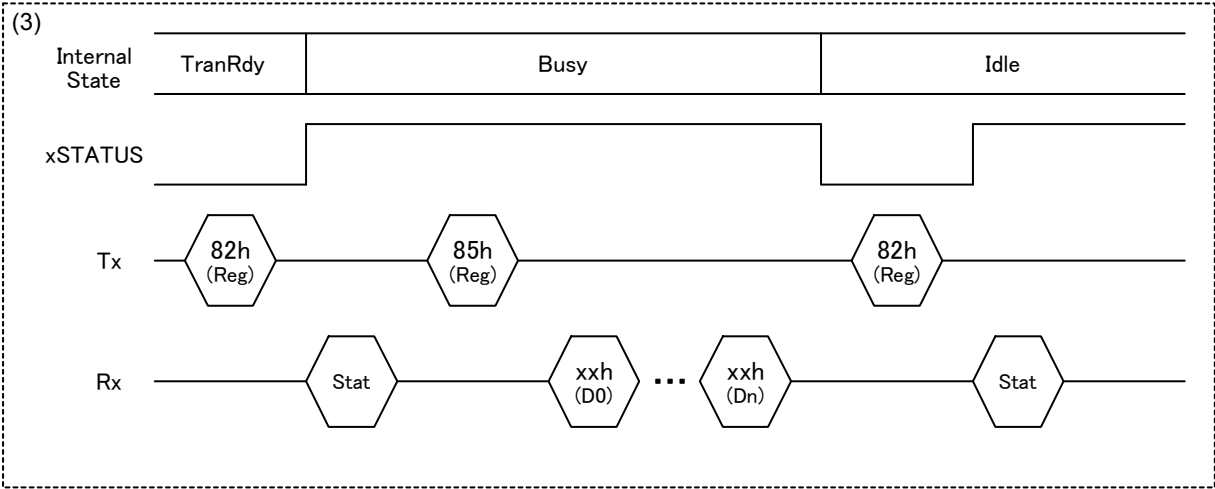 (3)
Internal
State
TranRdy
Busy
Idle
xSTATUS
Tx
82h
(Reg)
85h
(Reg)
82h
(Reg)
Rx
Stat
xxh
(D0)
...
xxh
(Dn)
Stat